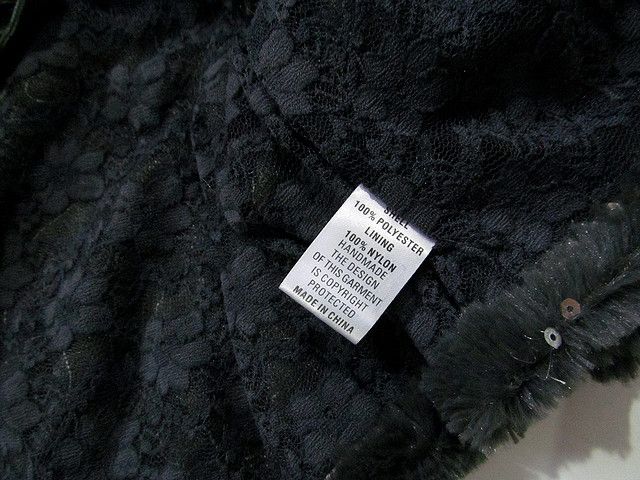 SHELL
100% POLYESTER
LINING
100% NYLON
HANDMADE
THE DESIGN
OF THIS GARMENT
IS COPYRIGHT
PROTECTED
MADE IN CHINA